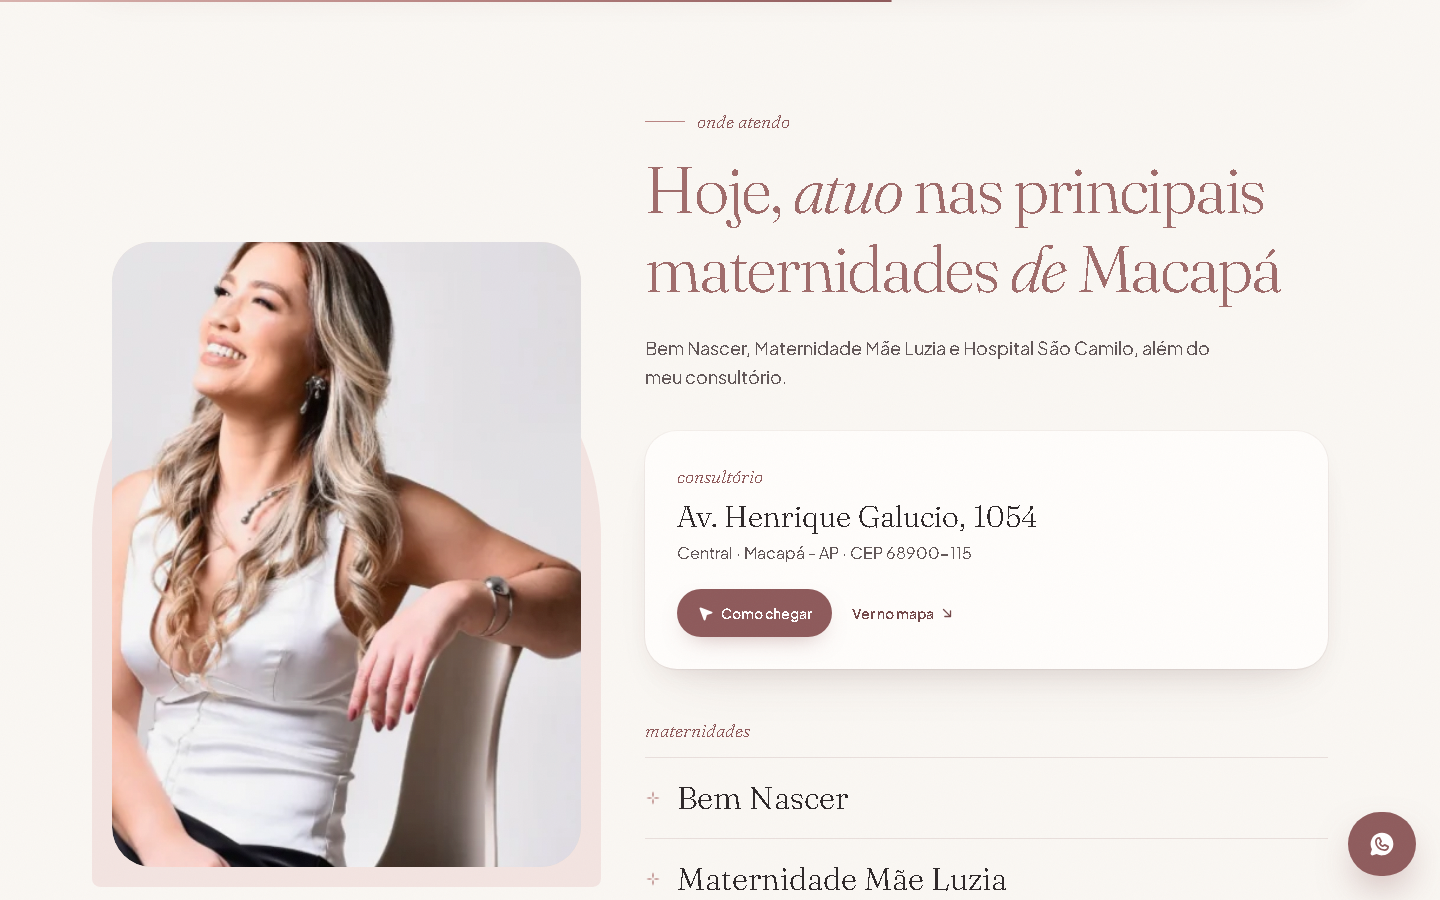 onde atendo
Hoje, atuo nas principais
maternidades de Macapá
Bem Nascer, Maternidade Mãe Luzia e Hospital São Camilo, além do
meu consultório.
consultório
Av. Henrique Galucio, 1054
Central · Macapá - AP · CEP 68900-115
Como chegar
Ver no mapa
maternidades
Bem Nascer
Maternidade Mãe Luzia